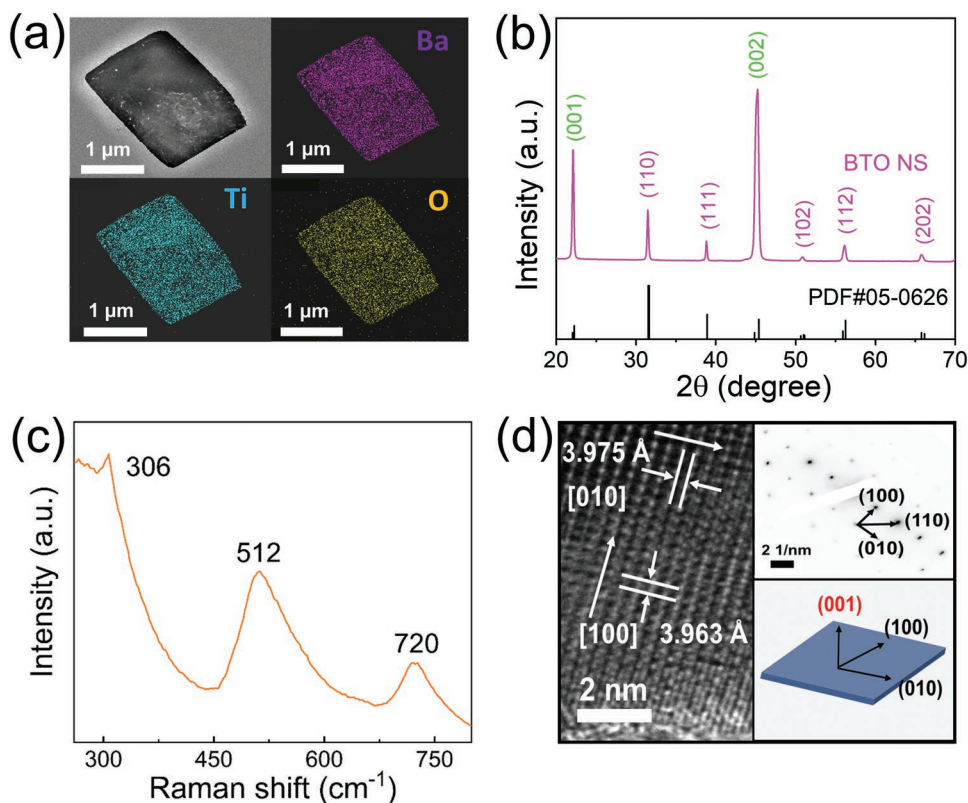 (a)
Ba
1 µm
1 µm
Ti
O
1 µm
1 µm
(b)
Intensity (a.u.)
(001)
(110)
(111)
(002)
(102)
(112)
(202)
BTO NS
PDF#05-0626
20 30 40 50 60 70
2θ (degree)
(c)
Intensity (a.u.)
306
512
720
300 450 600 750
Raman shift (cm⁻¹)
(d)
3.975 Å
[010]
[100]
3.963 Å
2 nm
(100)
(110)
(010)
2 1/nm
(001)
(100)
(010)